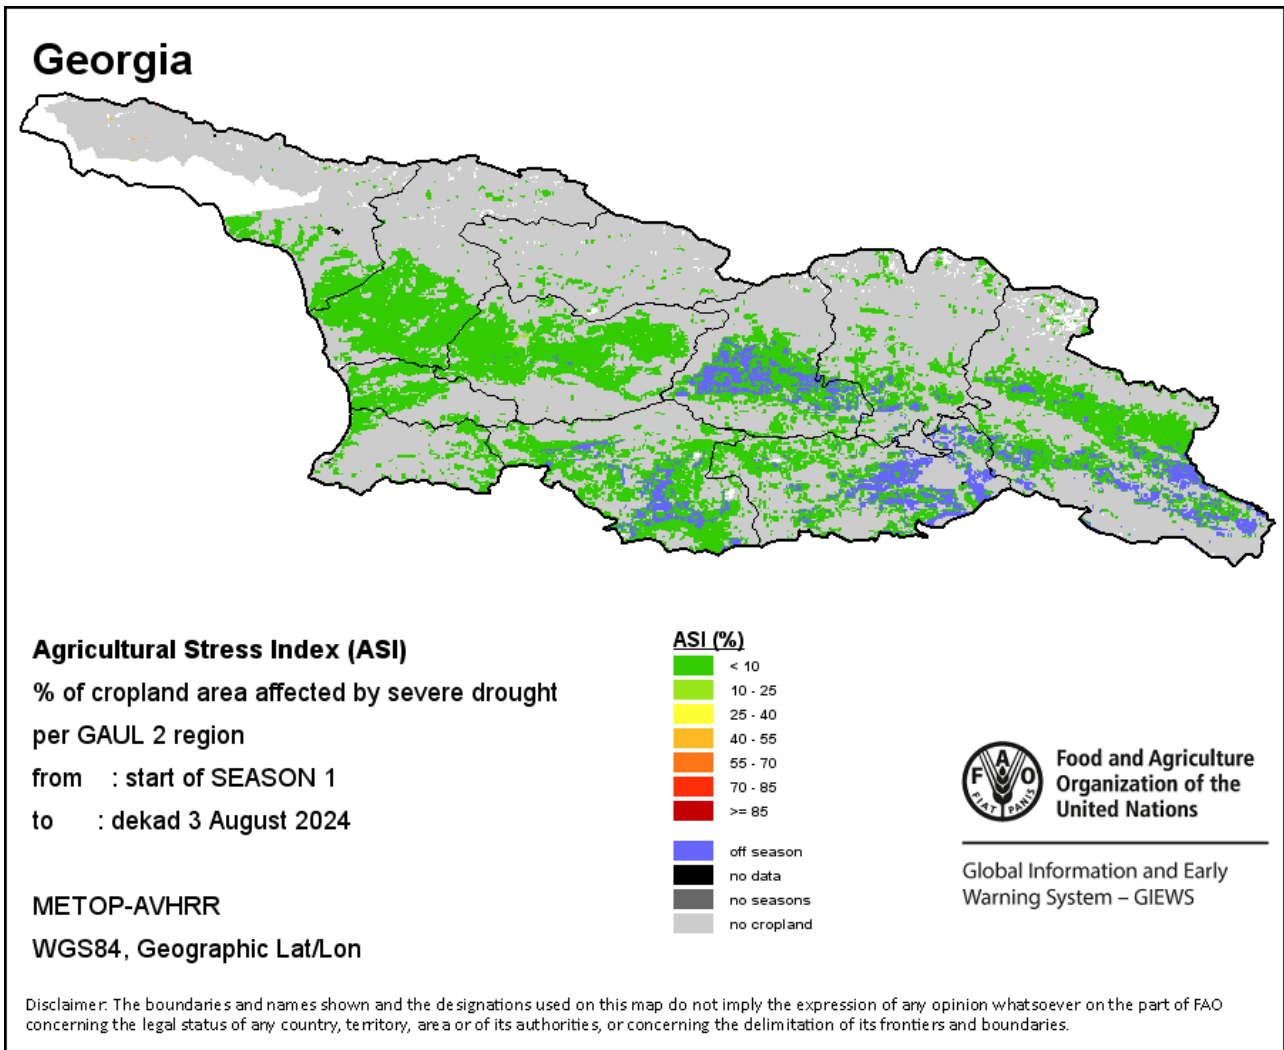 Georgia
Agricultural Stress Index (ASI)
% of cropland area affected by severe drought
per GAUL 2 region
from : start of SEASON 1
to : dekad 3 August 2024
METOP-AVHRR
WGS84, Geographic Lat/Lon
ASI (%)
< 10
10 - 25
25 - 40
40 - 55
55 - 70
70 - 85
>= 85
off season
no data
no seasons
no cropland
F A O
FIAT PANIS
Food and Agriculture
Organization of the
United Nations
Global Information and Early
Warning System – GIEWS
Disclaimer: The boundaries and names shown and the designations used on this map do not imply the expression of any opinion whatsoever on the part of FAO
concerning the legal status of any country, territory, area or of its authorities, or concerning the delimitation of its frontiers and boundaries.